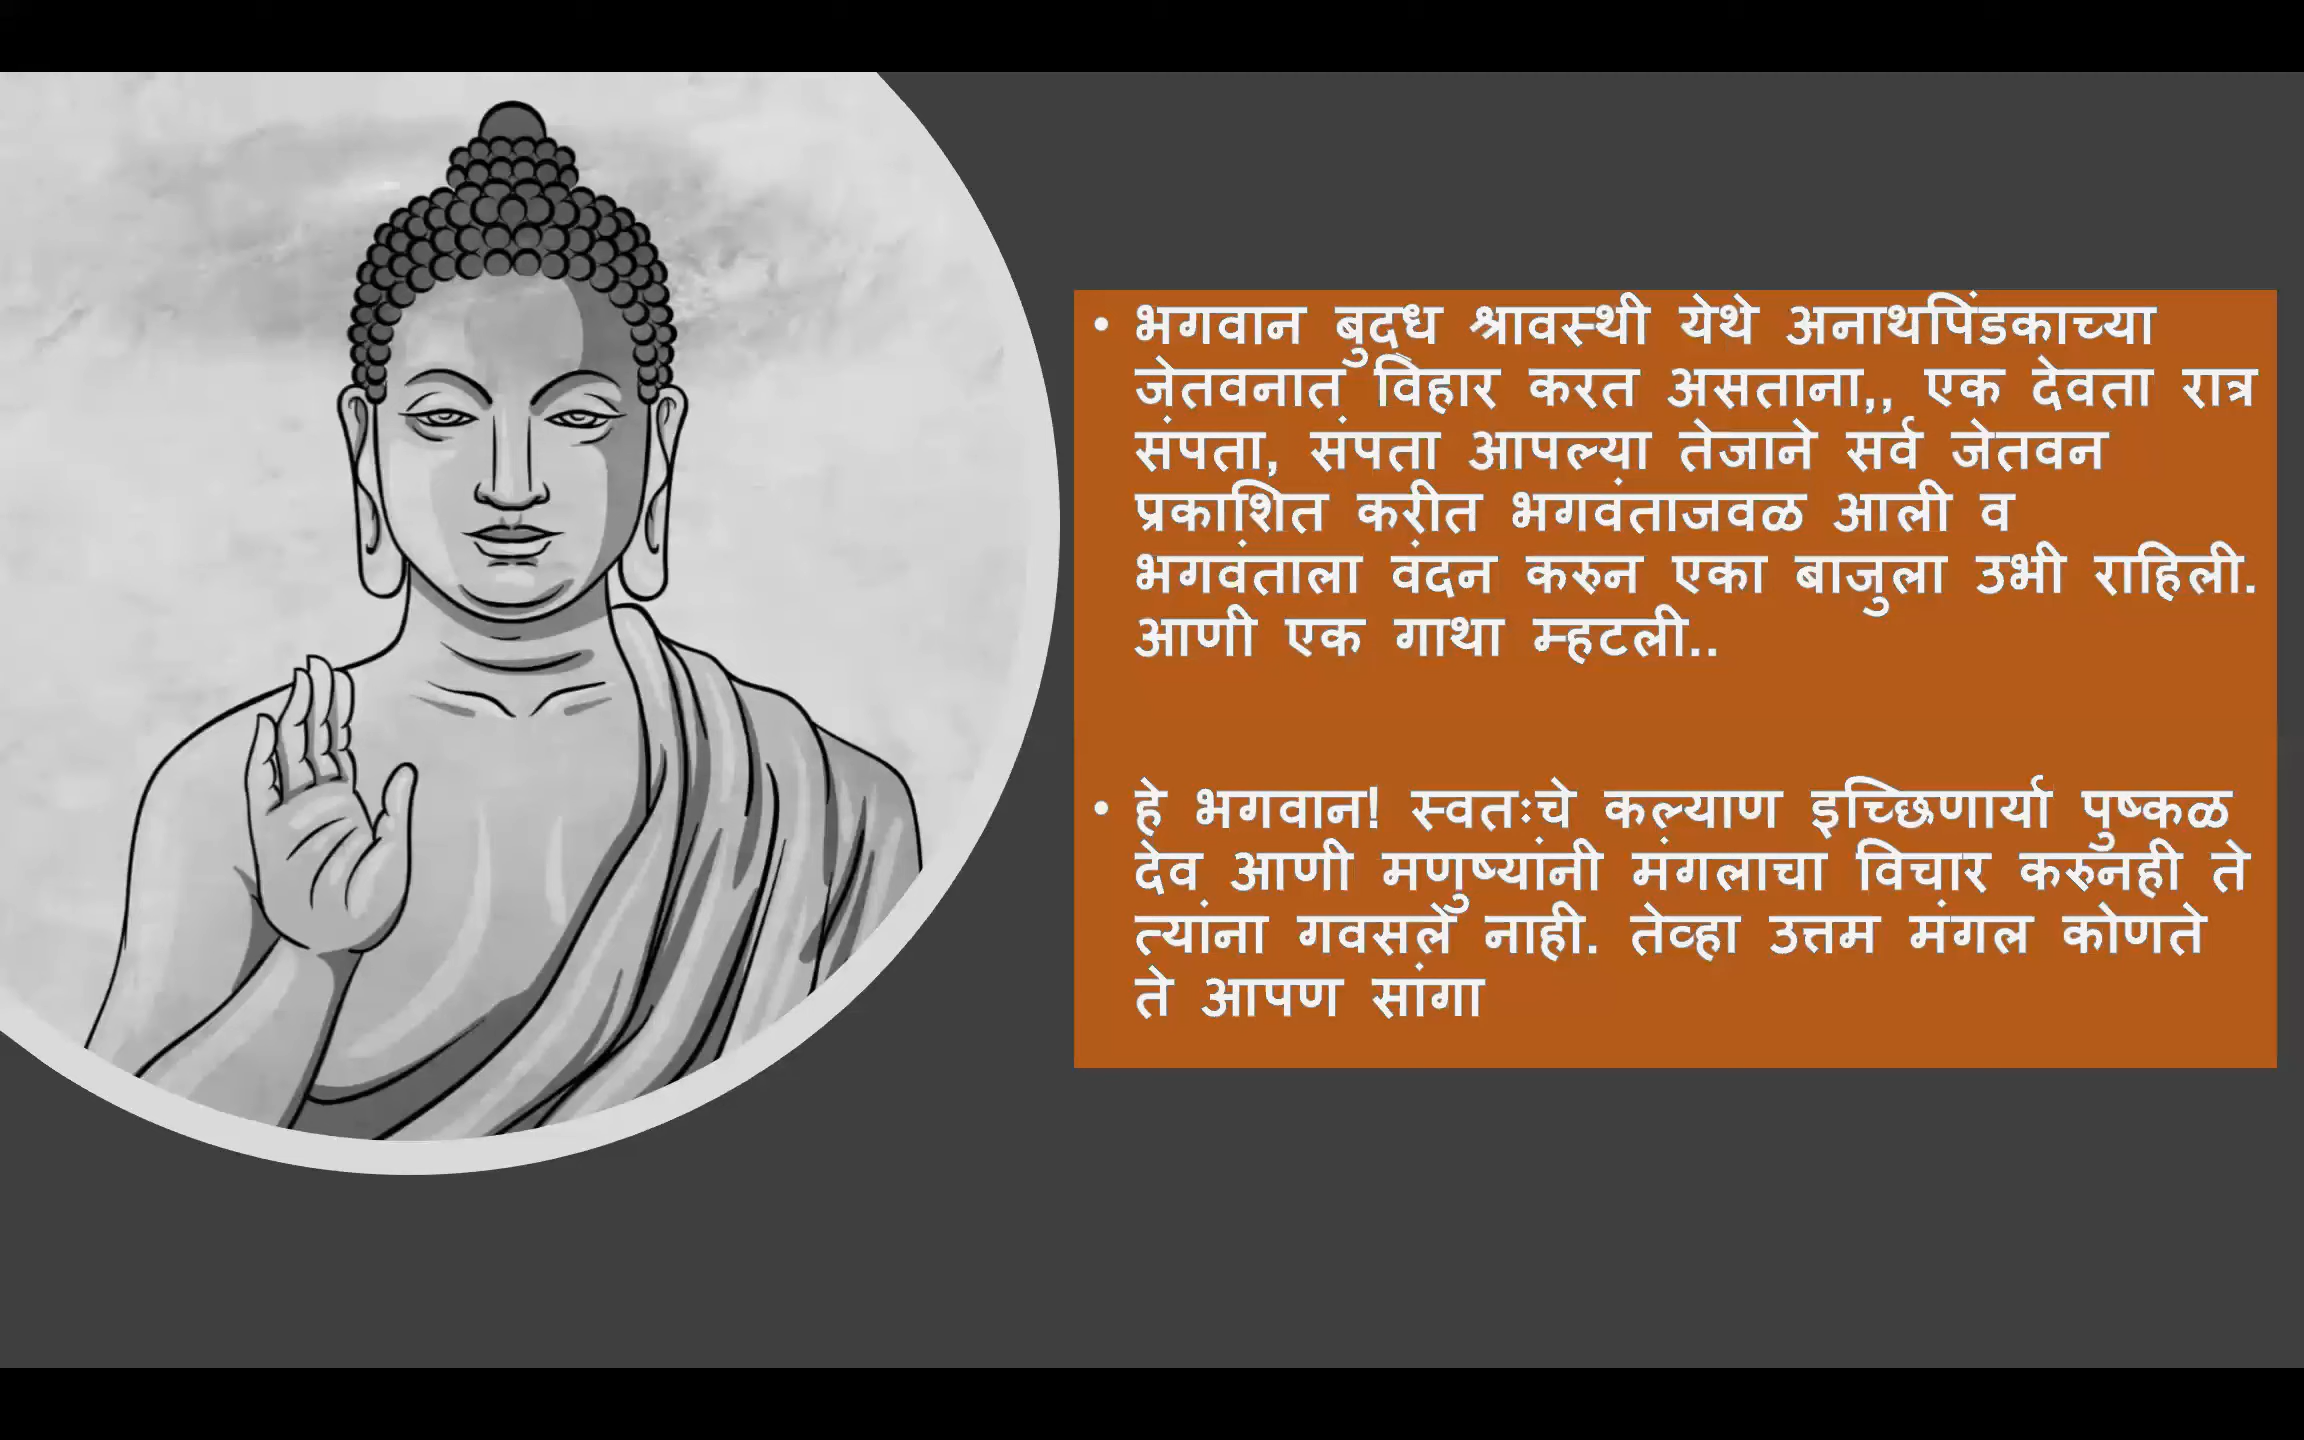 • भगवान बुद्ध श्रावस्थी येथे अनाथपिंडकाच्या
जेतवनात विहार करत असताना,, एक देवता रात्र
संपता, संपता आपल्या तेजाने सर्व जेतवन
प्रकाशित करीत भगवंताजवळ आली व
भगवंताला वंदन करुन एका बाजुला उभी राहिली.
आणी एक गाथा म्हटली..
• हे भगवान! स्वतःचे कल्याण इच्छिणार्या पुष्कळ
देव आणी मणुष्यांनी मंगलाचा विचार करुनही ते
त्यांना गवसले नाही. तेव्हा उत्तम मंगल कोणते
ते आपण सांगा